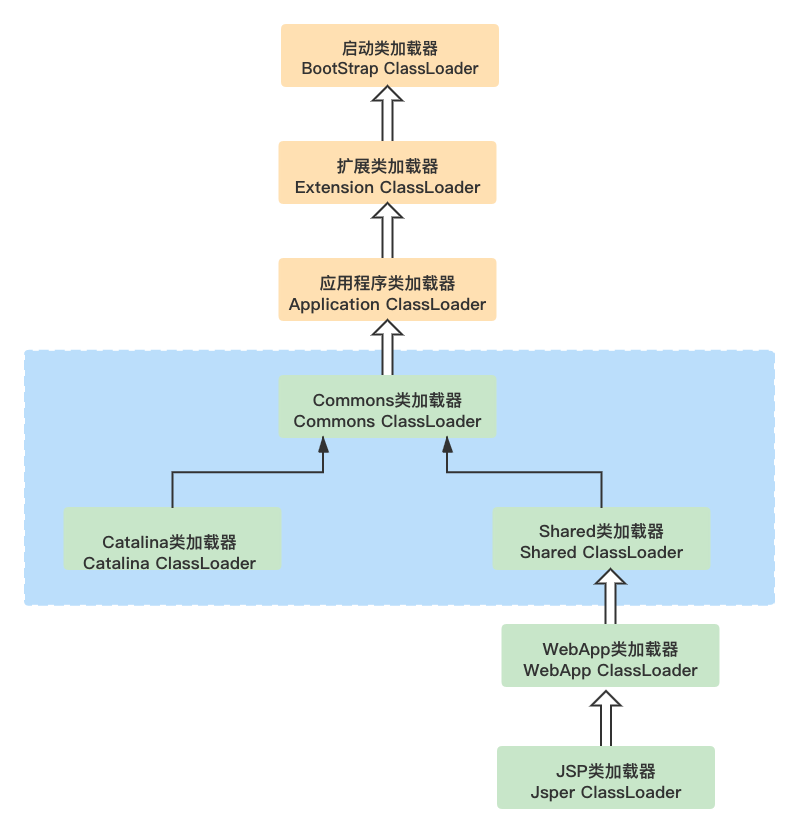 启动类加载器
BootStrap ClassLoader
扩展类加载器
Extension ClassLoader
应用程序类加载器
Application ClassLoader
Commons类加载器
Commons ClassLoader
Catalina类加载器
Catalina ClassLoader
Shared类加载器
Shared ClassLoader
WebApp类加载器
WebApp ClassLoader
JSP类加载器
Jsper ClassLoader